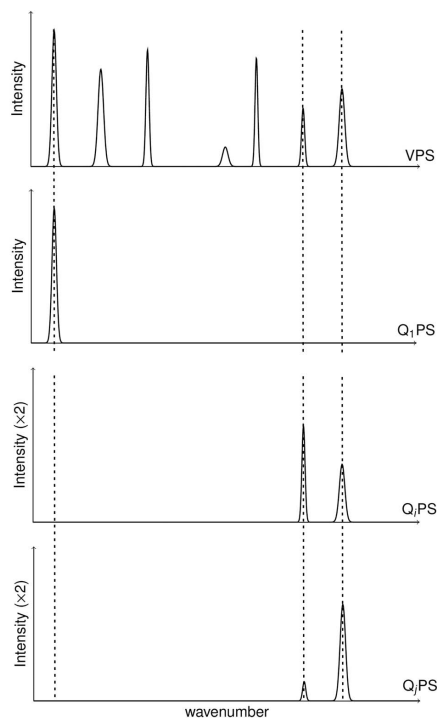 Intensity
VPS
Intensity
Q₁PS
Intensity (×2)
QᵢPS
Intensity (×2)
QⱼPS
wavenumber